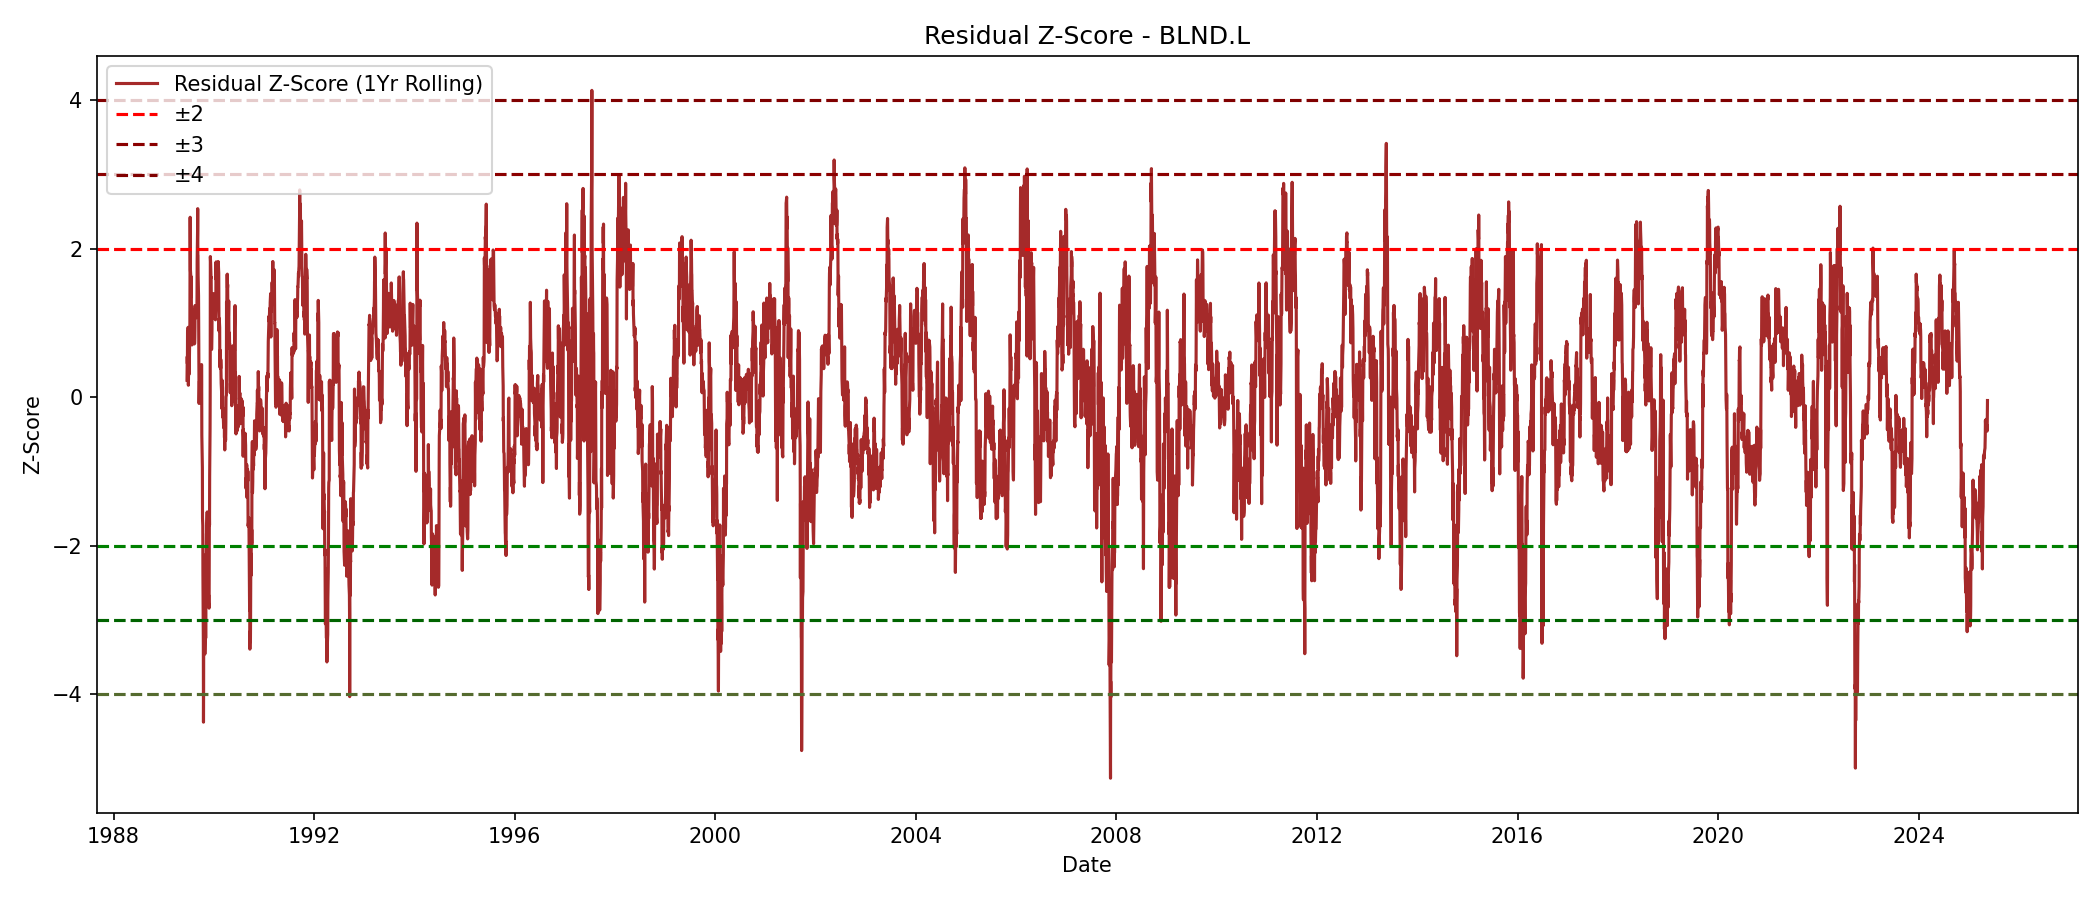 Residual Z-Score - BLND.L
Residual Z-Score (1Yr Rolling)
±2
±3
±4
4
2
0
−2
−4
Z-Score
1988 1992 1996 2000 2004 2008 2012 2016 2020 2024
Date